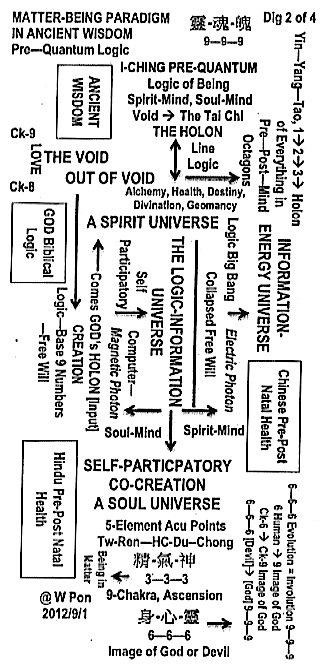 MATTER-BEING PARADIGM
IN ANCIENT WISDOM
Pre—Quantum Logic
靈-魂-魄
9—9—9
Dig 2 of 4
Yin—Yang—Tao, 1→2→3→ Holon
of Everything in
Pre—Post—Mind
ANCIENT
WISDOM
I-CHING PRE-QUANTUM
Logic of Being
Spirit-Mind, Soul-Mind
Void → The Tai Chi
THE HOLON
Line
Logic
Octagons
Ck-9
LOVE
Ck-8
THE VOID
OUT OF VOID
Alchemy, Health, Destiny,
Divination, Geomancy
A SPIRIT UNIVERSE
GOD Biblical
Logic
CREATION
Logic—Base 9 Numbers
—Free Will
Comes GOD's HOLON [Input]
Self
Participatory
Computer—
Magnetic Photon
THE LOGIC-INFORMATION
UNIVERSE
Logic Big Bang
Collapsed Free Will
Electric Photon
INFORMATION-
ENERGY UNIVERSE
Chinese Pre-Post
Natal Health
Soul-Mind
Spirit-Mind
Hindu Pre-Post Natal
Health
SELF-PARTICPATORY
CO-CREATION
A SOUL UNIVERSE
5-Element Acu Points
Tw-Ren—HC-Du—Chong
精-氣-神
3—3—3
Being in
Matter
9-Chakra, Ascension
身-心-靈
6—6—6
Image of God or Devil
@ W Pon
2012/9/1
6—6—6 Evolution = Involution 9—9—9
6 Human → 9 Image of God
Ck-6 → Ck-9 Image of God
6—6—6 [Devil]→ [God] 9—9—9